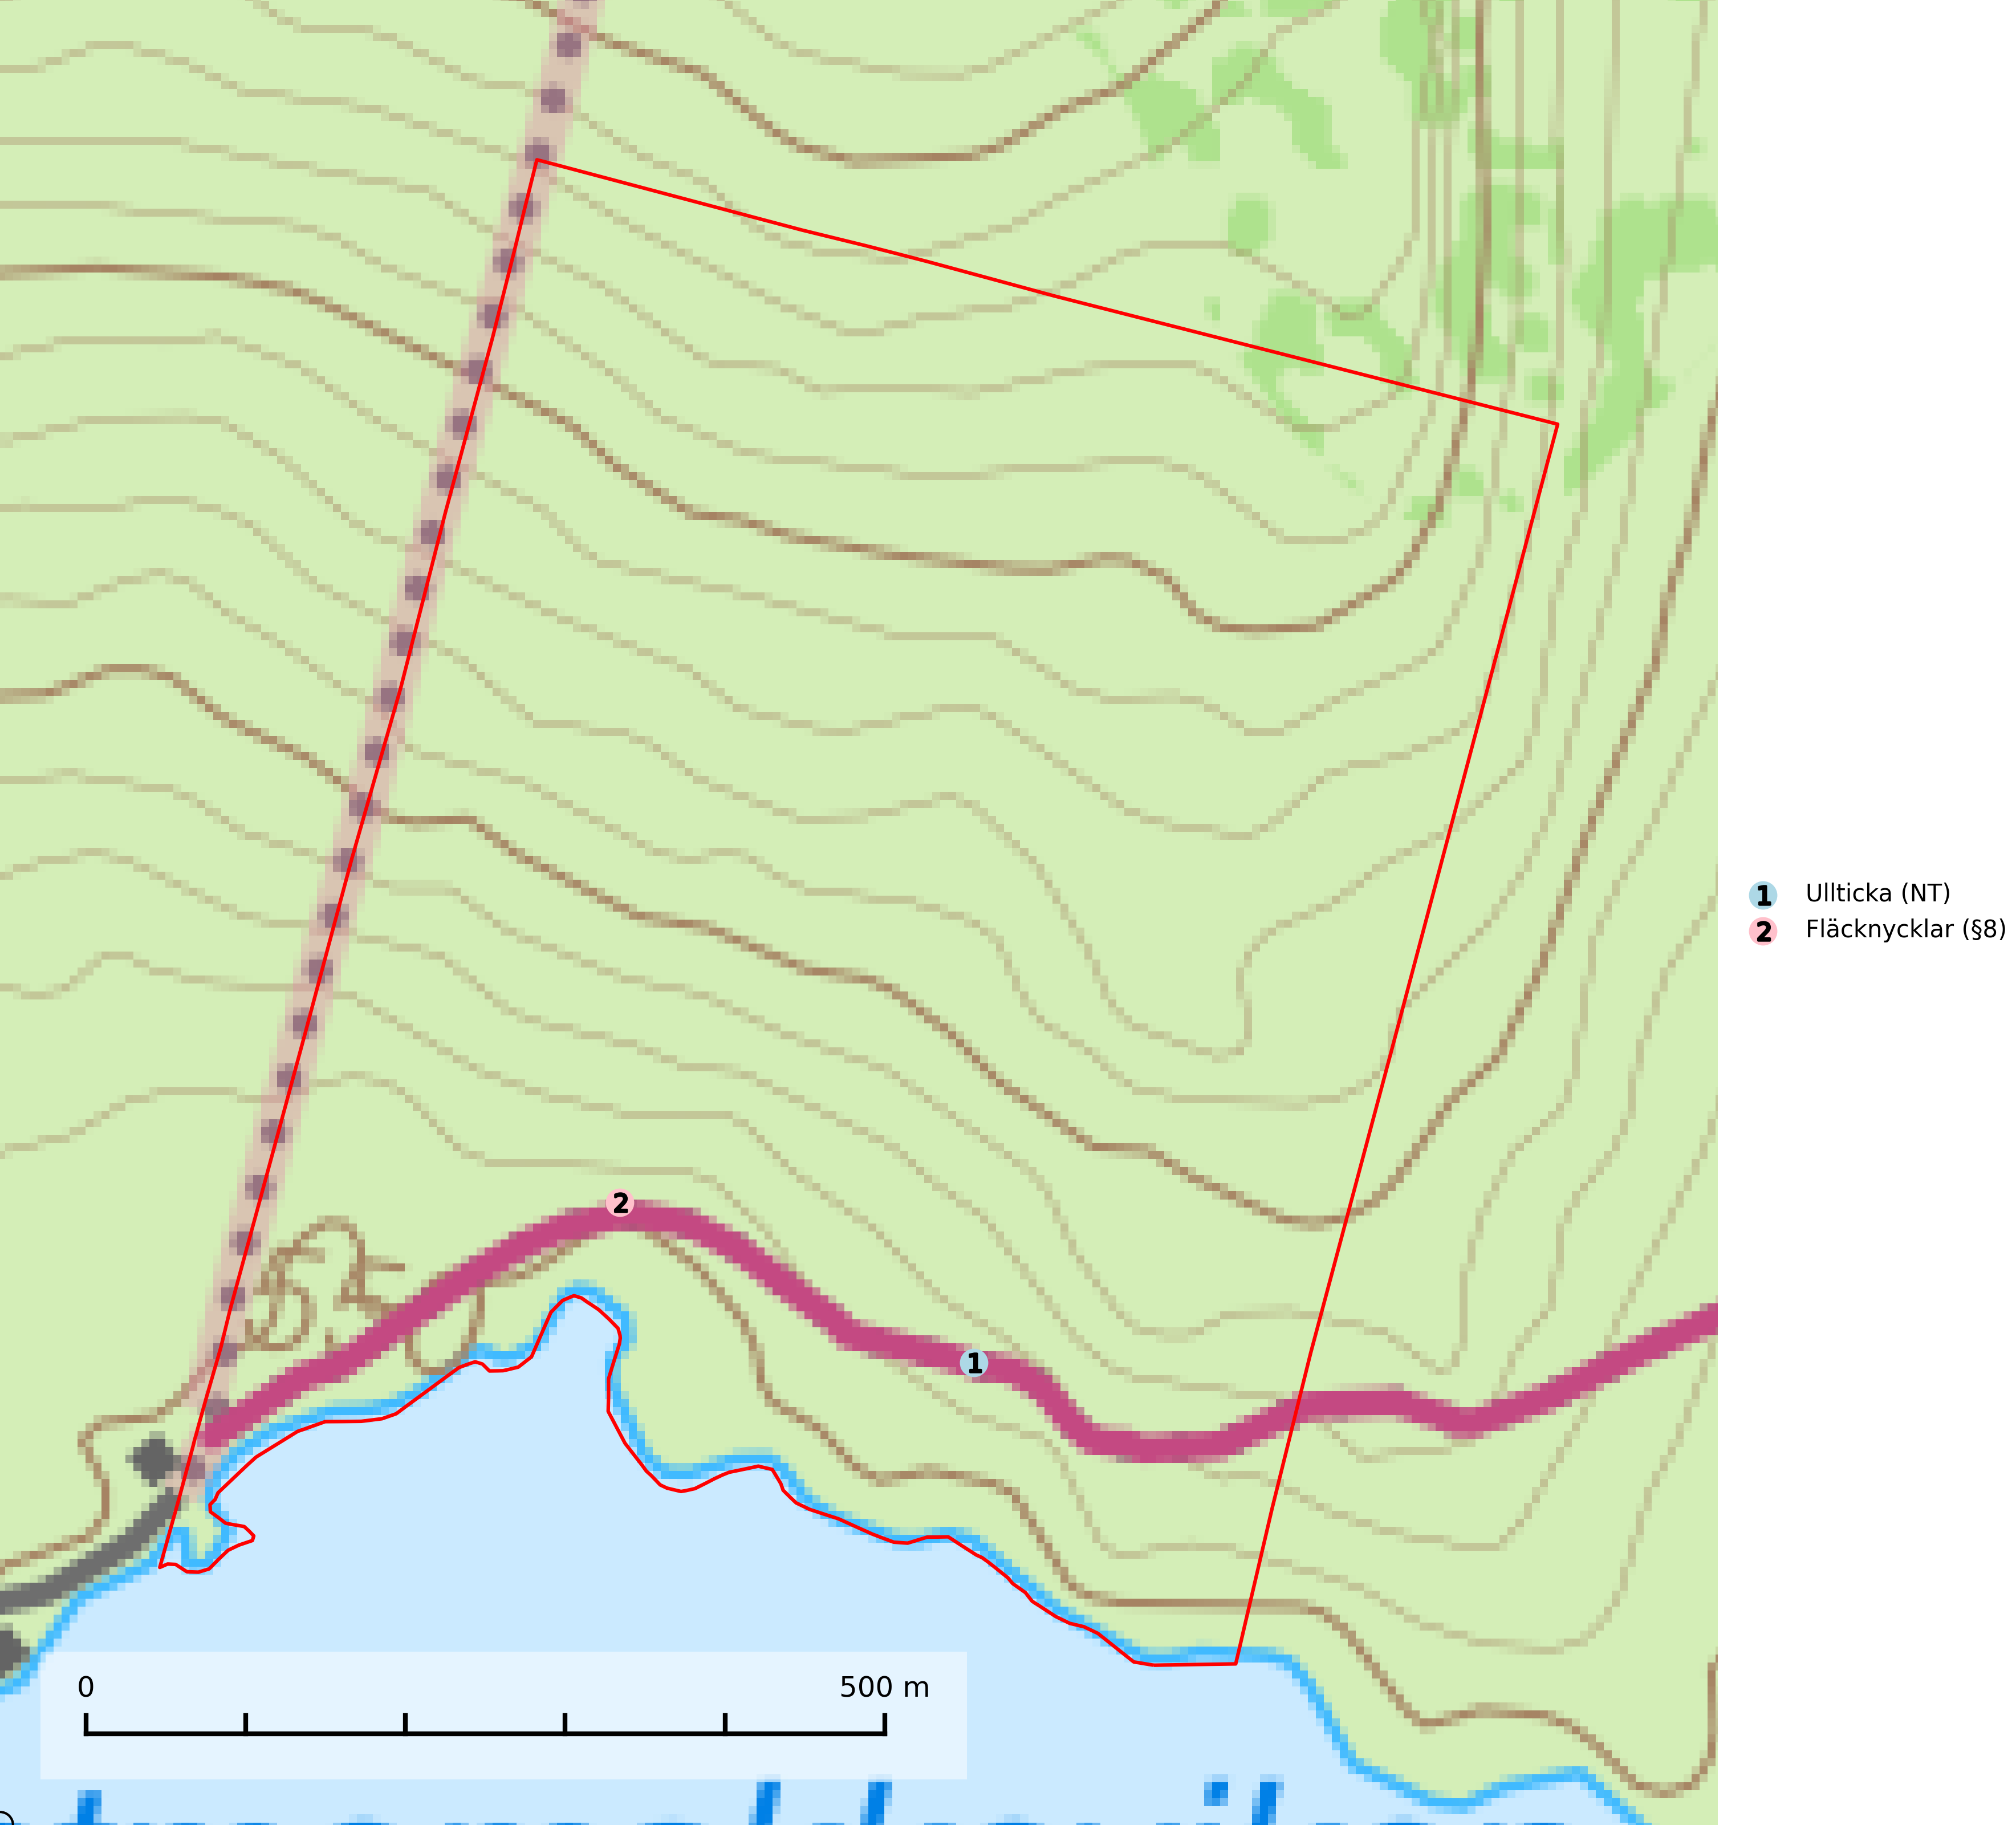 2
1
1 Ullticka (NT)
2 Fläcknycklar (§8)
0 500 m